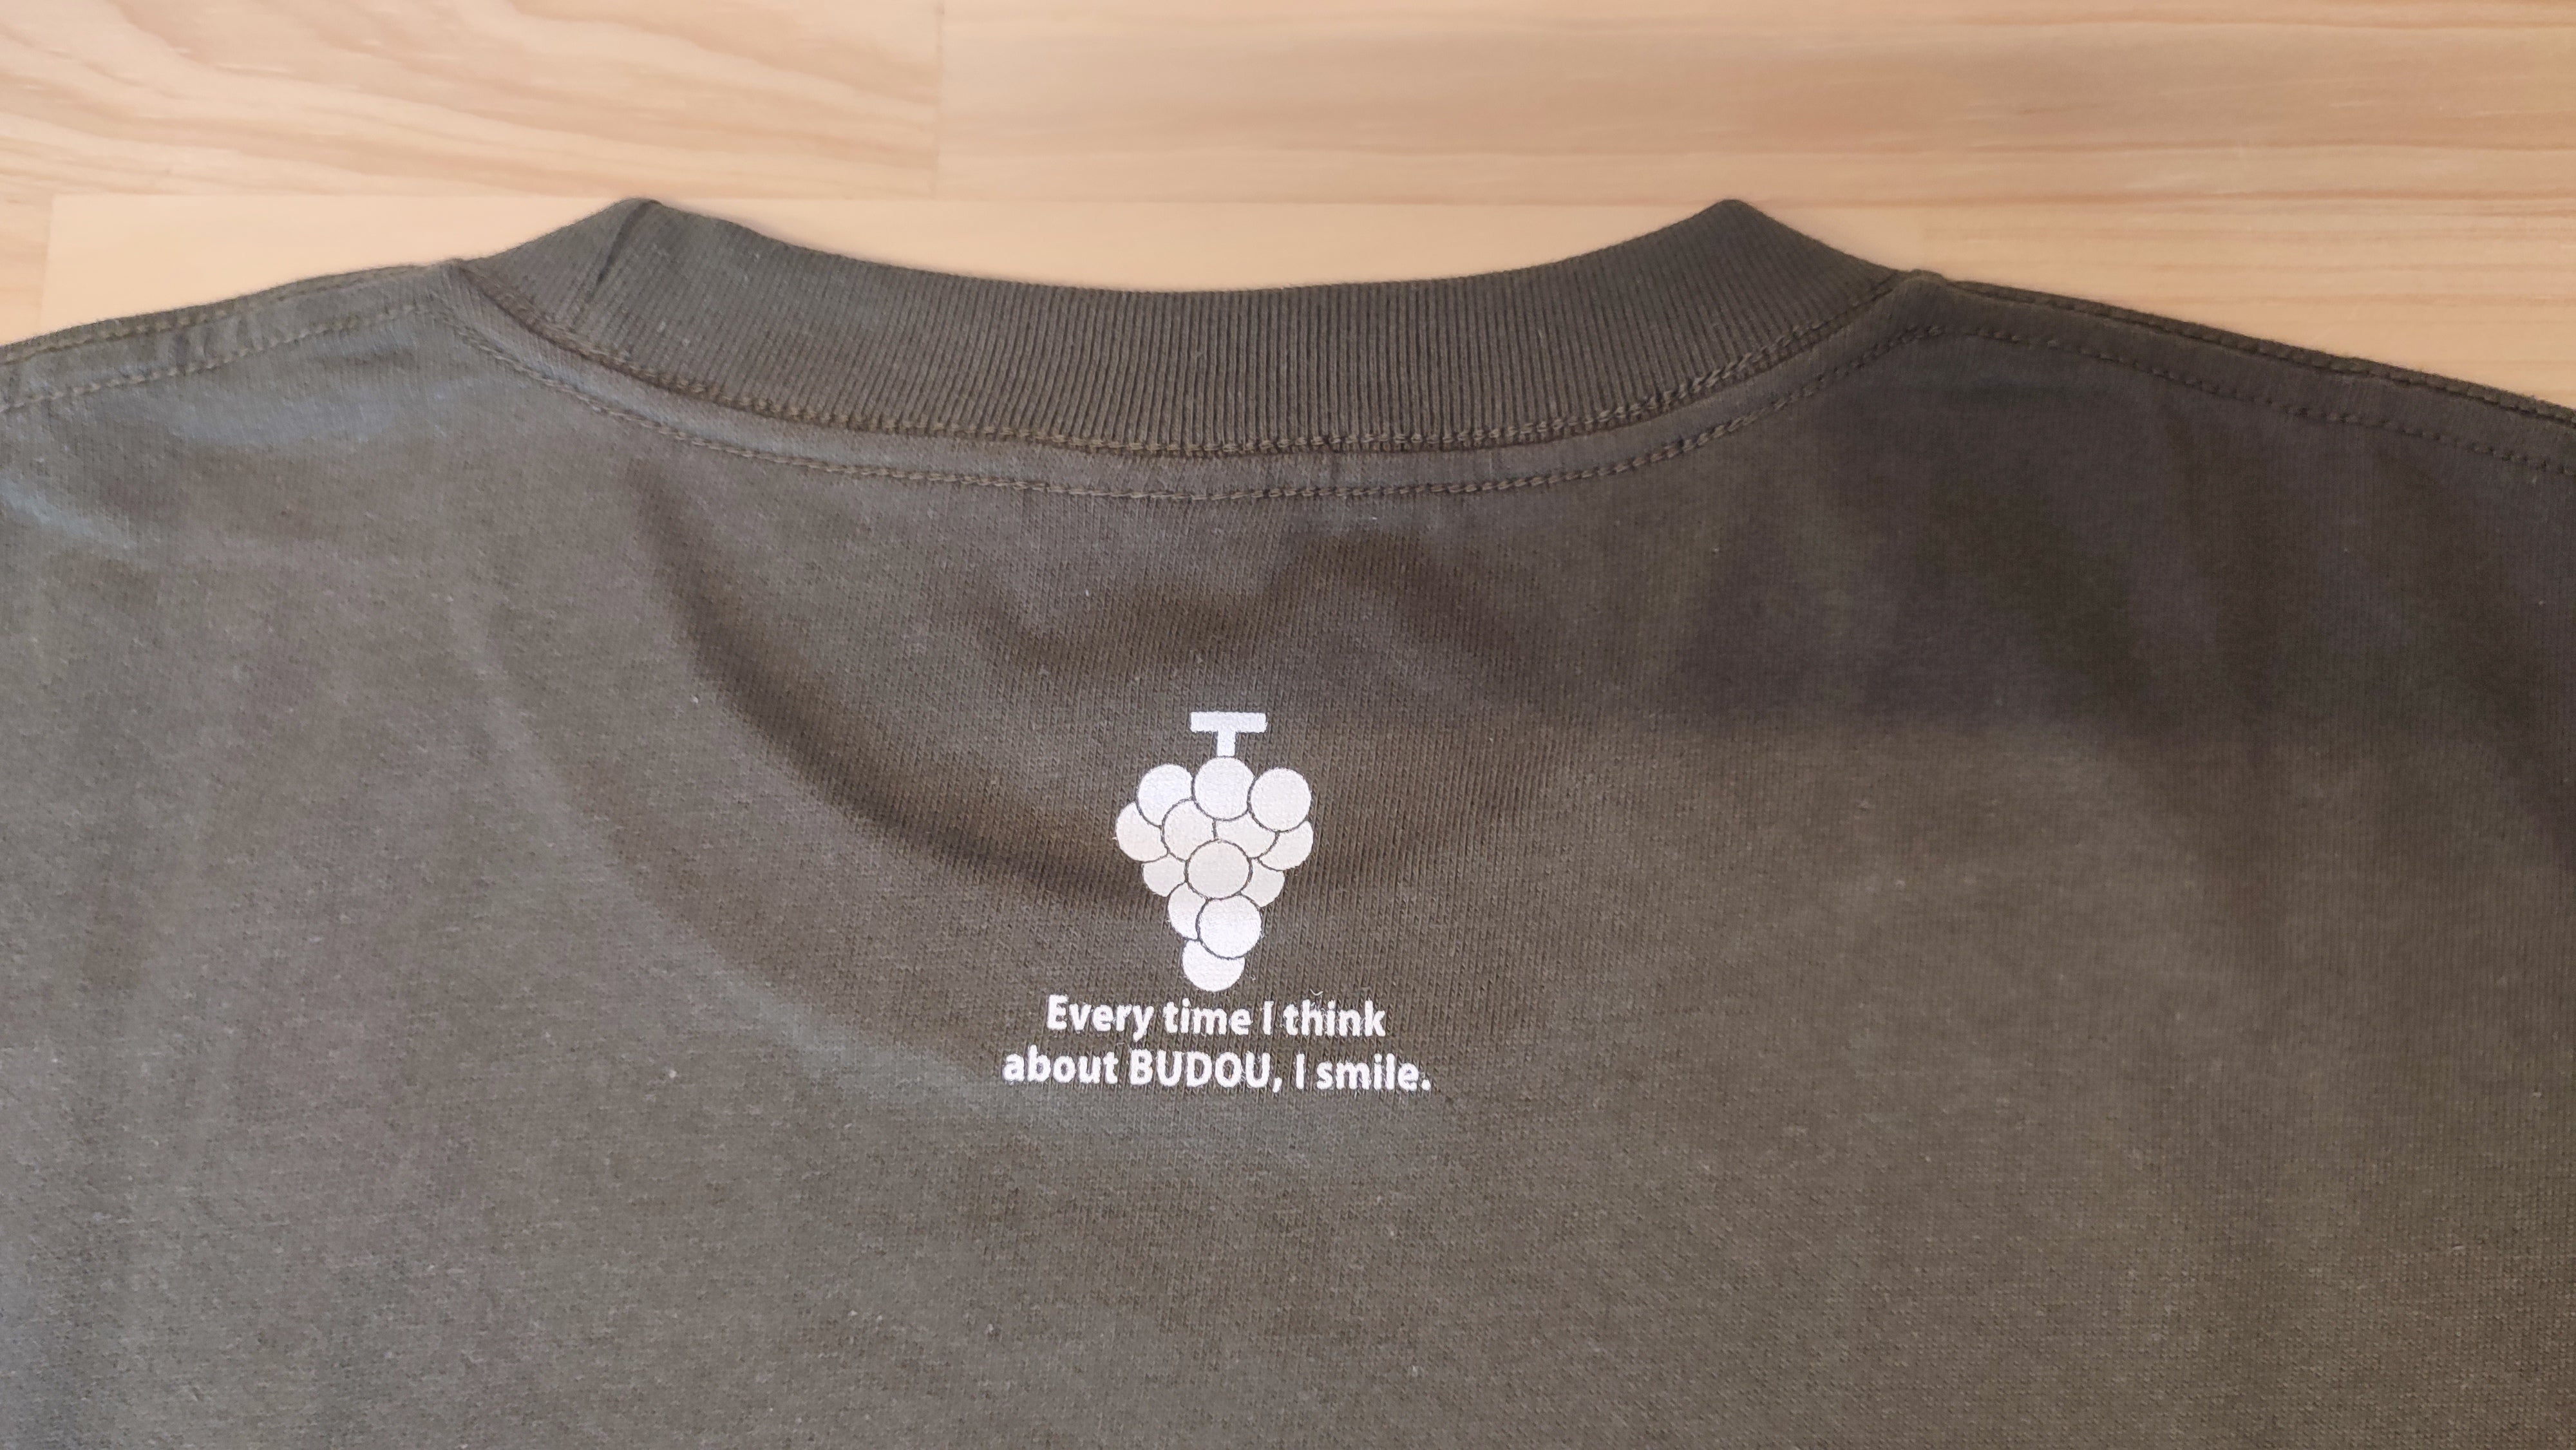 Every time I think
about BUDOU, I smile.